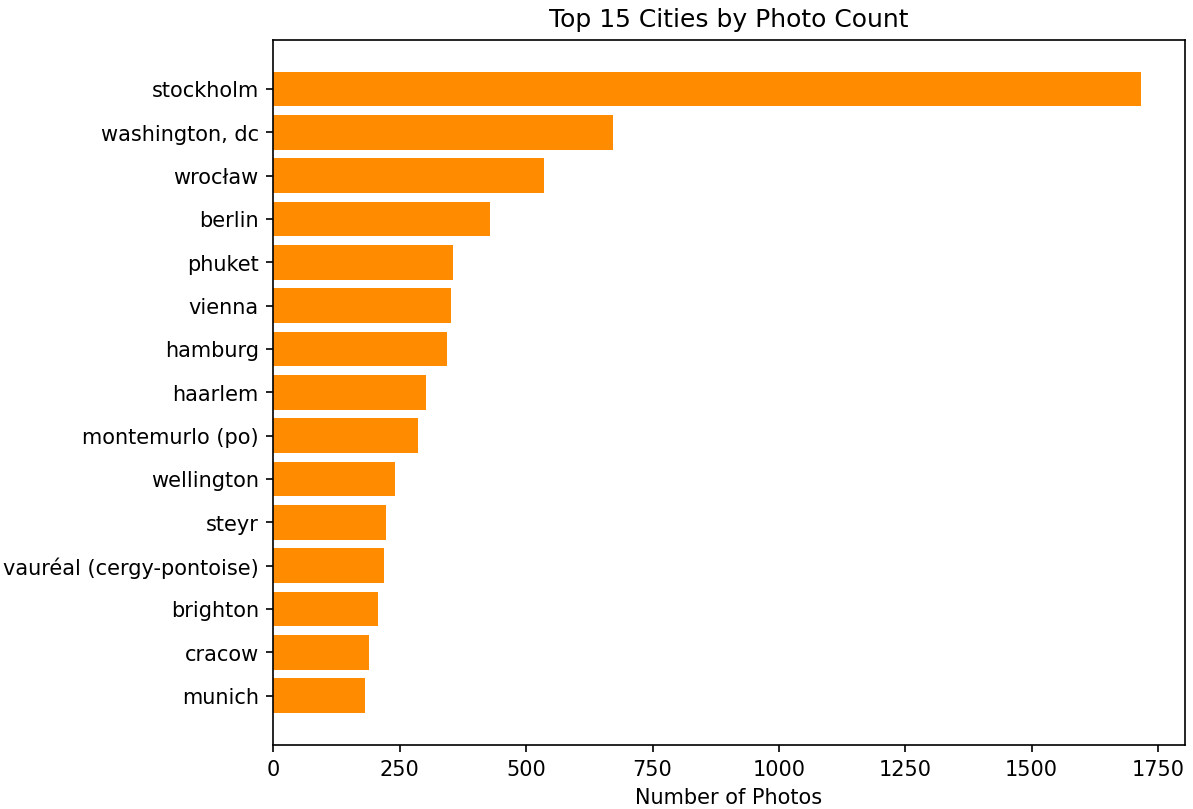 Top 15 Cities by Photo Count
stockholm
washington, dc
wrocław
berlin
phuket
vienna
hamburg
haarlem
montemurlo (po)
wellington
steyr
vauréal (cergy-pontoise)
brighton
cracow
munich
0 250 500 750 1000 1250 1500 1750
Number of Photos